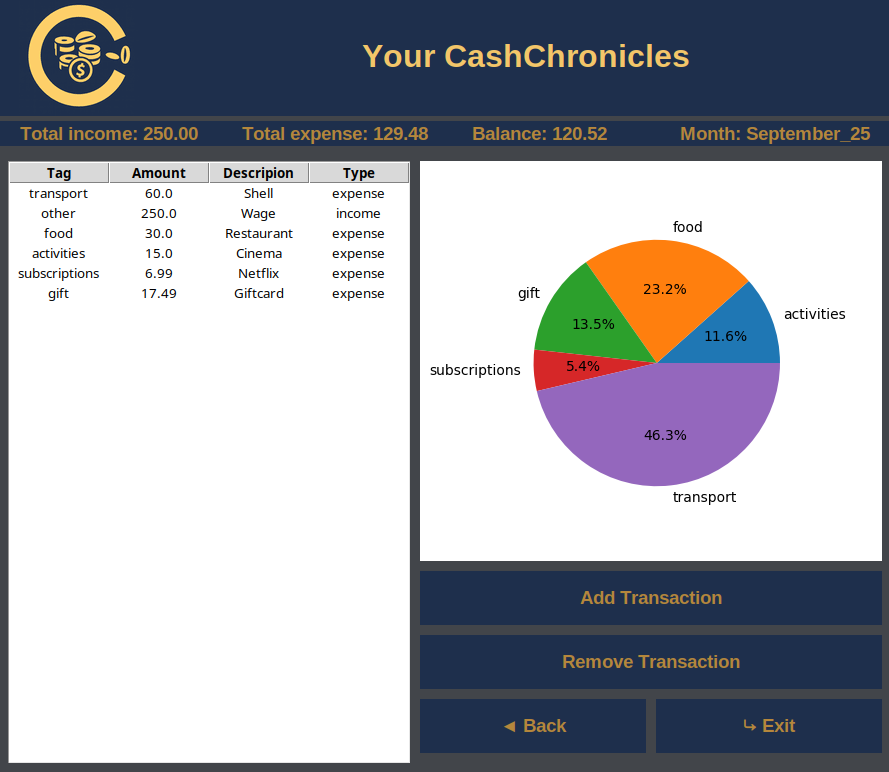 $
Your CashChronicles
Total income: 250.00 Total expense: 129.48 Balance: 120.52 Month: September_25
Tag Amount Descripion Type
transport 60.0 Shell expense
other 250.0 Wage income
food 30.0 Restaurant expense
activities 15.0 Cinema expense
subscriptions 6.99 Netflix expense
gift 17.49 Giftcard expense
food
23.2%
gift
13.5%
activities
11.6%
subscriptions
5.4%
46.3%
transport
Add Transaction
Remove Transaction
◄ Back
↳ Exit